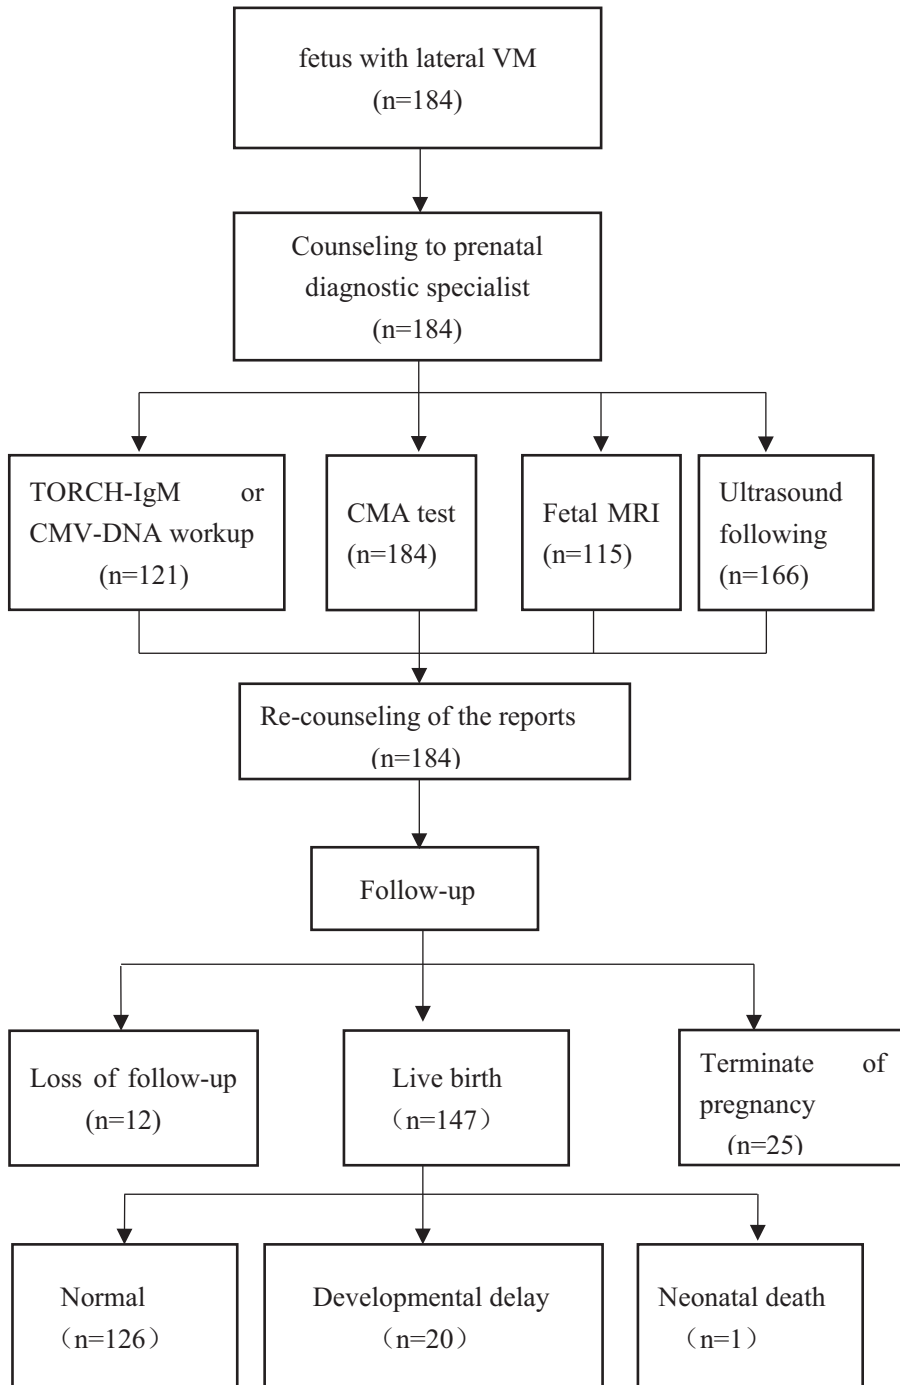 fetus with lateral VM
(n=184)
Counseling to prenatal
diagnostic specialist
(n=184)
TORCH-IgM or
CMV-DNA workup
(n=121)
CMA test
(n=184)
Fetal MRI
(n=115)
Ultrasound
following
(n=166)
Re-counseling of the reports
(n=184)
Follow-up
Loss of follow-up
(n=12)
Live birth
（n=147）
Terminate of
pregnancy
(n=25)
Normal
（n=126）
Developmental delay
（n=20）
Neonatal death
（n=1）